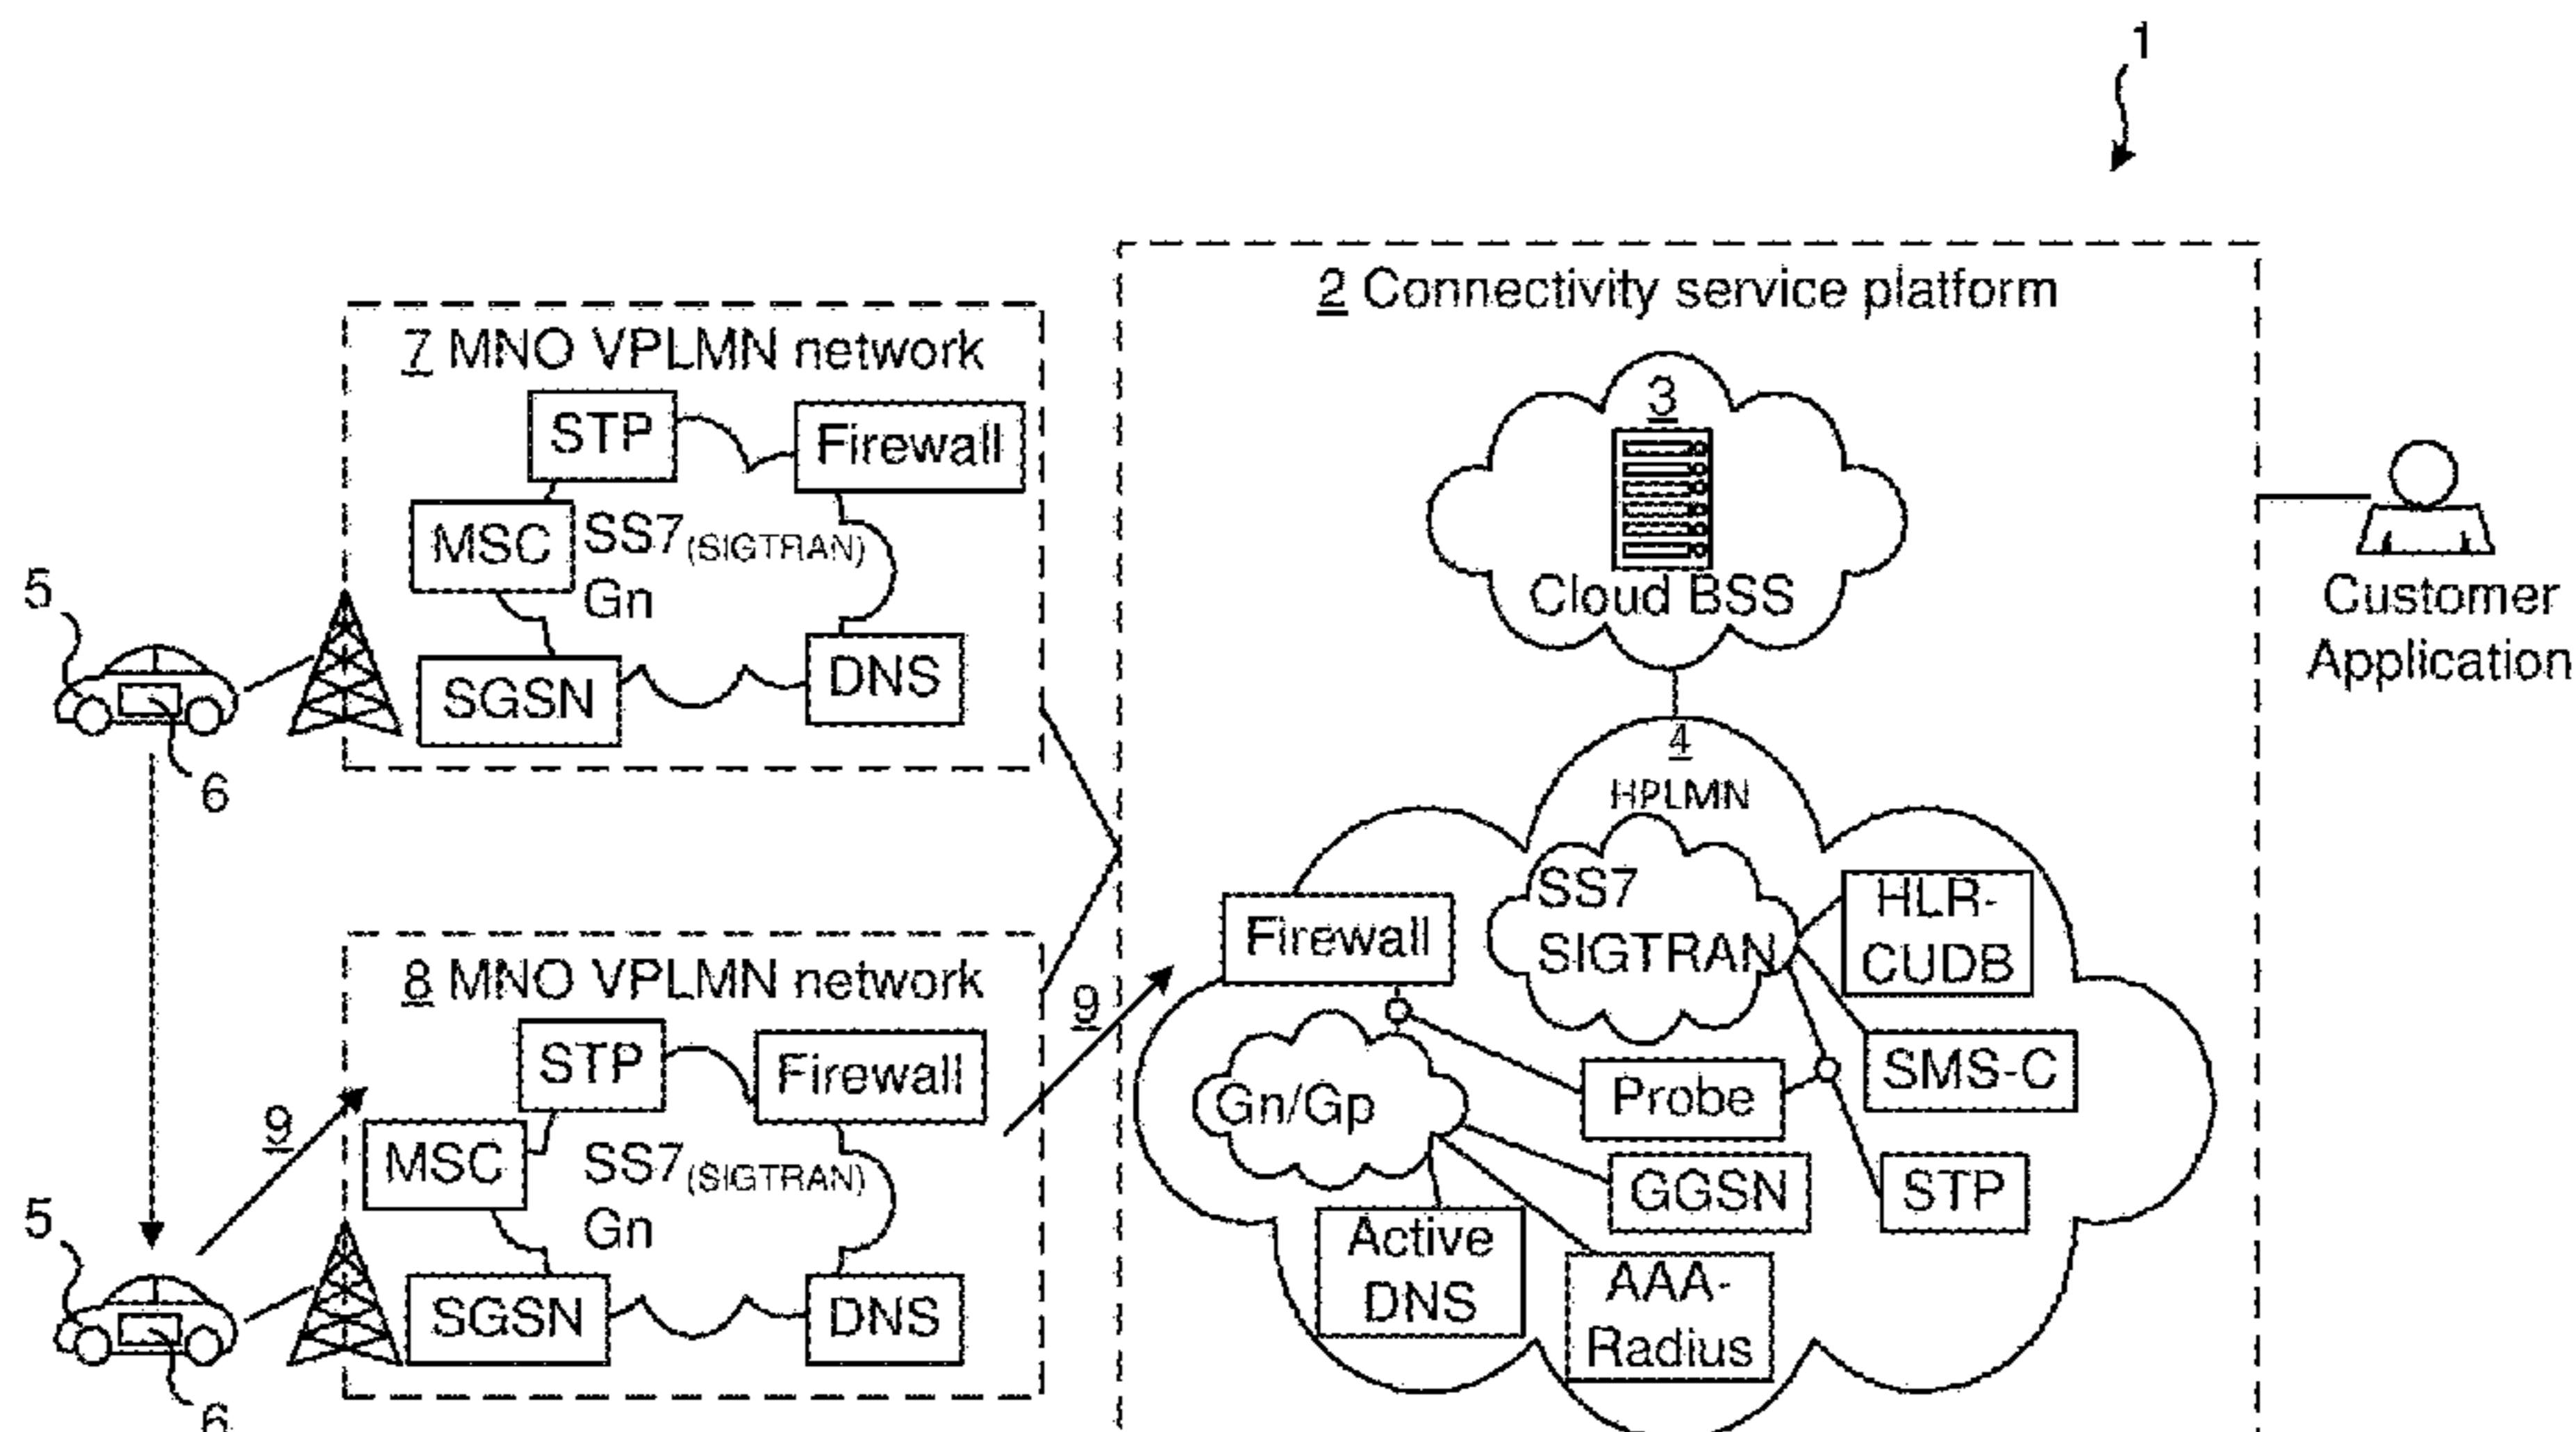 1
2 Connectivity service platform
7 MNO VPLMN network
STP
Firewall
MSC
SS7(SIGTRAN)
Gn
SGSN
DNS
5
6
3
Cloud BSS
Customer
Application
4
HPLMN
SS7
SIGTRAN
HLR-
CUDB
Firewall
SMS-C
Probe
Gn/Gp
GGSN
STP
Active
DNS
AAA-
Radius
8 MNO VPLMN network
9
STP
Firewall
MSC
SS7(SIGTRAN)
Gn
SGSN
DNS
9
5
6